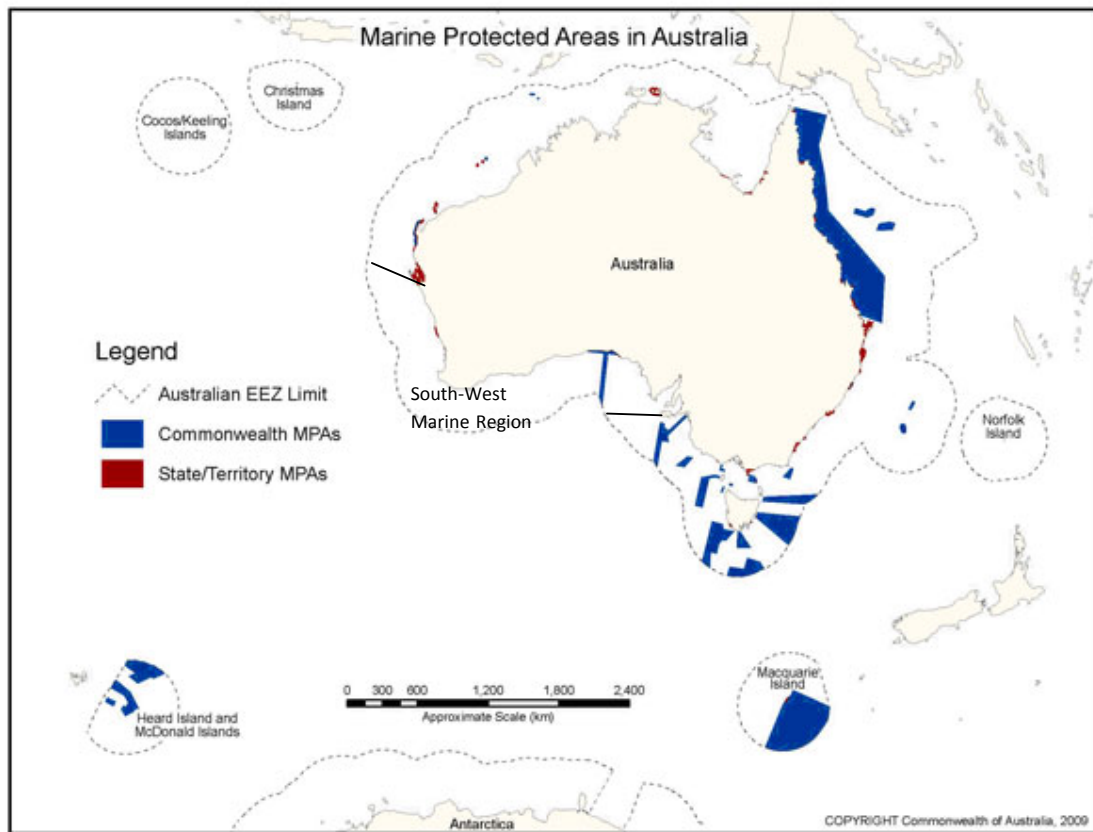 Marine Protected Areas in Australia
Christmas
Island
Cocos/Keeling
Islands
Australia
Legend
Australian EEZ Limit
Commonwealth MPAs
State/Territory MPAs
South-West
Marine Region
Norfolk
Island
Macquarie
Island
Heard Island and
McDonald Islands
0 300 600 1,200 1,800 2,400
Approximate Scale (km)
Antarctica
COPYRIGHT Commonwealth of Australia, 2009